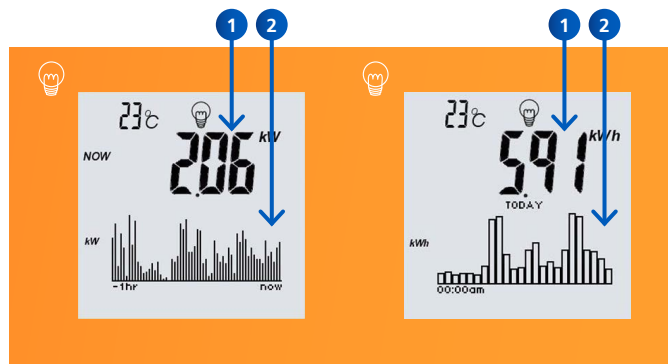 1 2
23°C
kW
NOW
2.06
kW
-1hr now
1 2
23°C
kWh
5.91
TODAY
kWh
00:00am